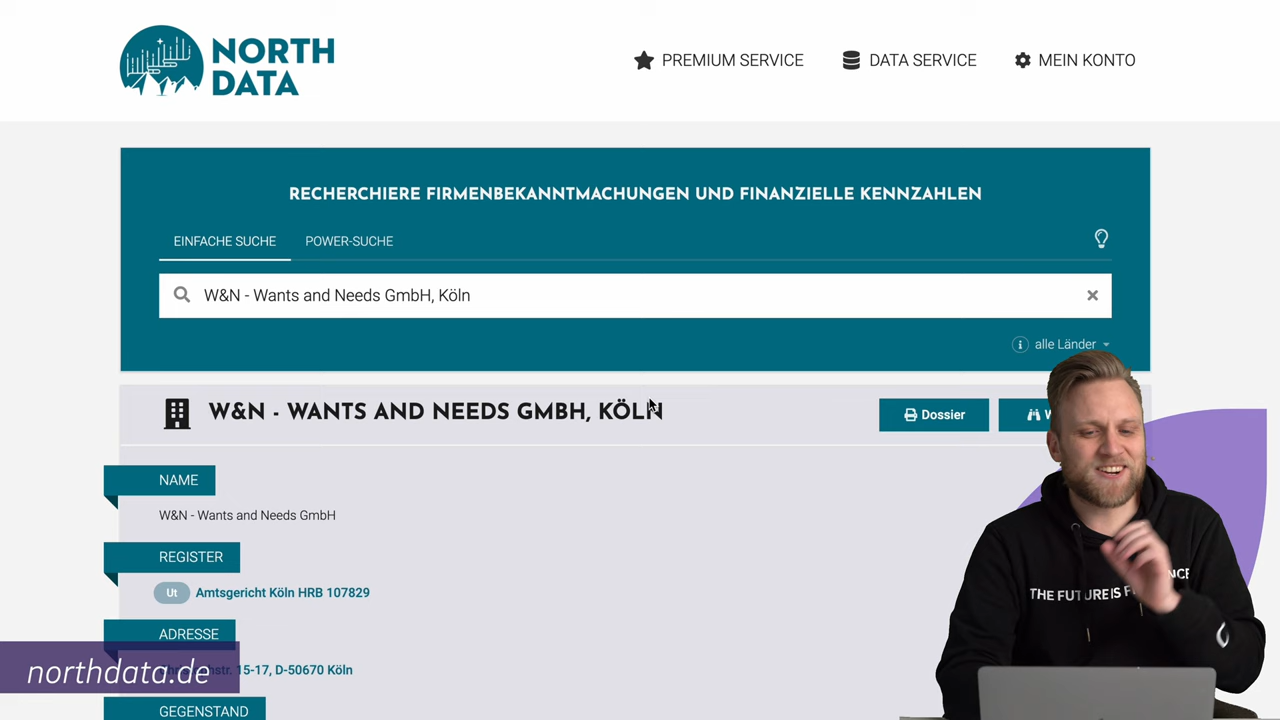 NORTH
DATA
PREMIUM SERVICE
DATA SERVICE
MEIN KONTO
RECHERCHIERE FIRMENBEKANNTMACHUNGEN UND FINANZIELLE KENNZAHLEN
EINFACHE SUCHE
POWER-SUCHE
W&N - Wants and Needs GmbH, Köln
alle Länder
W&N - WANTS AND NEEDS GMBH, KÖLN
Dossier
NAME
W&N - Wants and Needs GmbH
REGISTER
Ut Amtsgericht Köln HRB 107829
THE FUTURE IS
ADRESSE
15-17, D-50670 Köln
northdata.de
GEGENSTAND